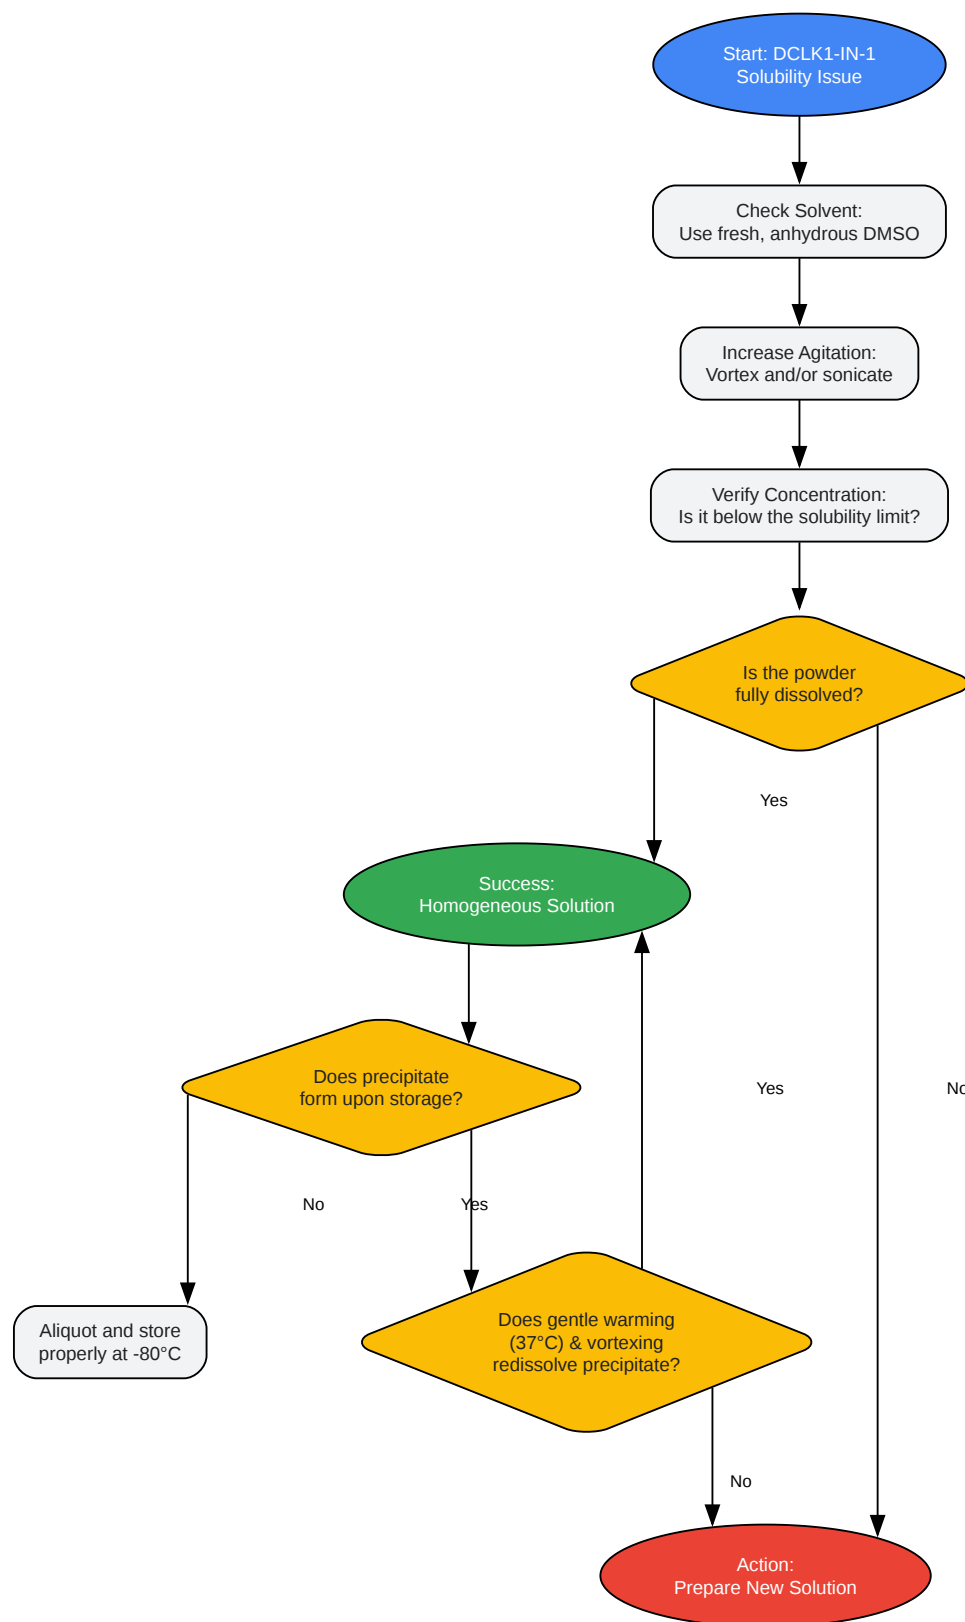 Start: DCLK1-IN-1
Solubility Issue
Check Solvent:
Use fresh, anhydrous DMSO
Increase Agitation:
Vortex and/or sonicate
Verify Concentration:
Is it below the solubility limit?
Is the powder
fully dissolved?
Yes
Success:
Homogeneous Solution
Does precipitate
form upon storage?
Yes
No
No
Yes
Does gentle warming
(37°C) & vortexing
redissolve precipitate?
Aliquot and store
properly at -80°C
No
Action:
Prepare New Solution